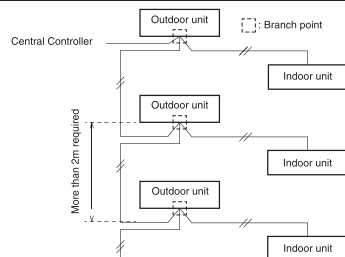 Outdoor unit
: Branch point
Central Controller
Indoor unit
Outdoor unit
More than 2m required
Indoor unit
Outdoor unit
Indoor unit